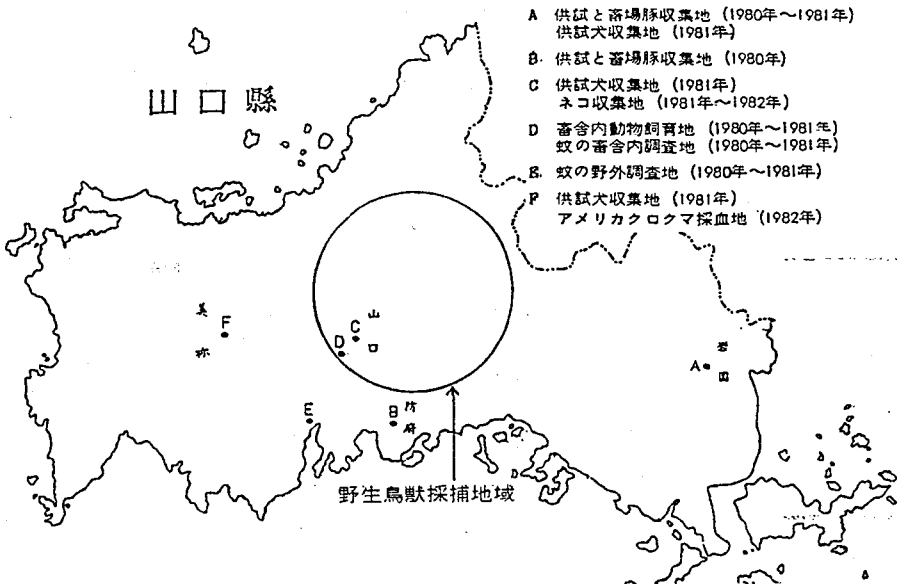 A 供試と畜場豚収集地 (1980年～1981年)
供試犬収集地 (1981年)
B 供試と畜場豚収集地 (1980年)
C 供試犬収集地 (1981年)
ネコ収集地 (1981年～1982年)
D 畜舎内動物飼育地 (1980年～1981年)
蚊の畜舎内調査地 (1980年～1981年)
E 蚊の野外調査地 (1980年～1981年)
F 供試犬収集地 (1981年)
アメリカクロクマ採血地 (1982年)
山口縣
美祢
F
山口
C
D
岩国
A
E
B
防府
野生鳥獣採捕地域